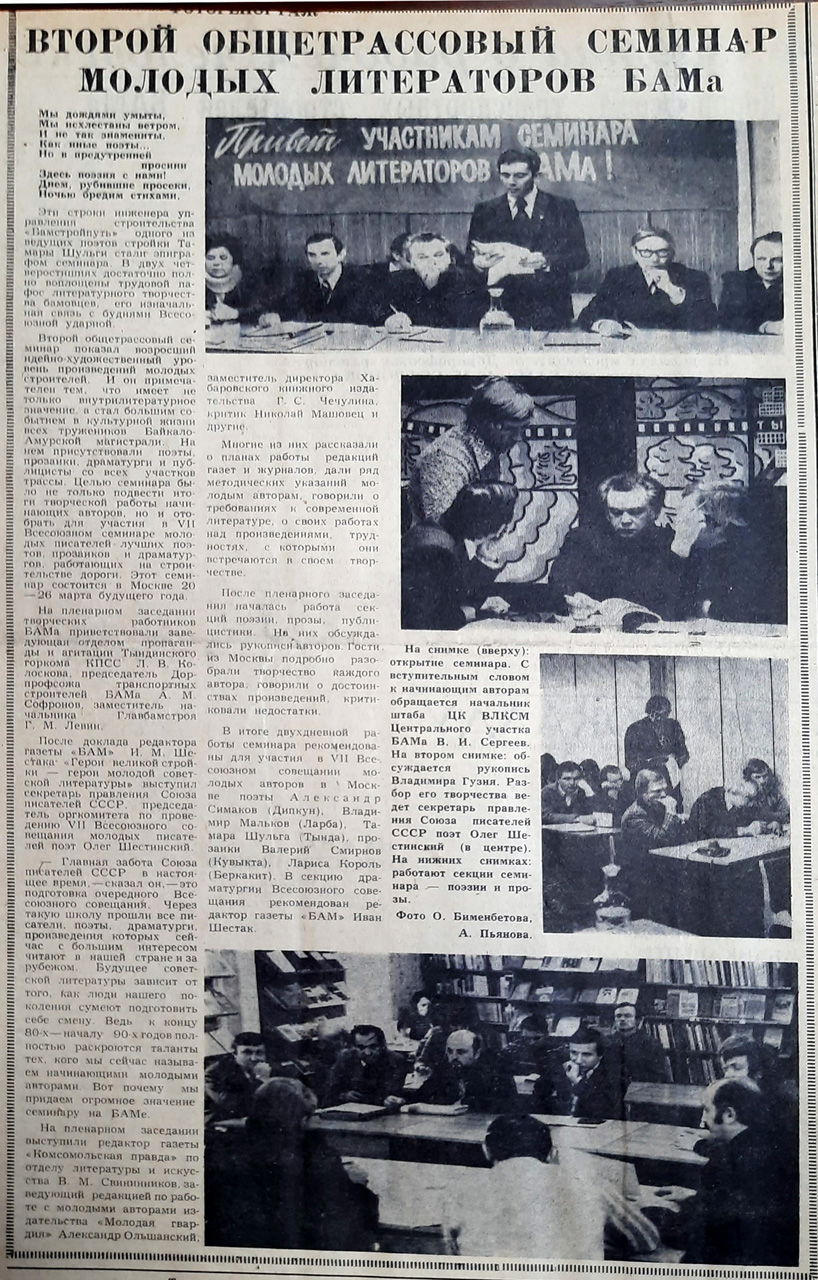 ФОТОРЕПОРТАЖ
ВТОРОЙ ОБЩЕТРАССОВЫЙ СЕМИНАР
МОЛОДЫХ ЛИТЕРАТОРОВ БАМа
Мы дождями умыты,
Мы исхлестаны ветром,
И не так знамениты,
Как иные поэты...
Но в предутренней
просини
Здесь поэзия с нами!
Днем, рубившие просеки,
Ночью бредим стихами.
Эти строки инженера уп-
равления строительства
«Бамстройпуть» одного из
ведущих поэтов стройки Та-
мары Шульги стали эпигра-
фом семинара. В двух чет-
веростишиях достаточно пол-
но воплощены трудовой па-
фос литературного творчест-
ва бамовцев, его изначаль-
ная связь с буднями Всесо-
юзной ударной.
Второй общетрассовый се-
минар показал возросший
идейно-художественный уро-
вень произведений молодых
строителей. И он примеча-
телен тем, что имеет не
только внутрилитературное
значение, а стал большим со-
бытием в культурной жизни
всех тружеников Байкало-
Амурской магистрали. На
нем присутствовали поэты,
прозаики, драматурги и пуб-
лицисты со всех участков
трассы. Целью семинара бы-
ло не только подвести ито-
ги творческой работы начи-
нающих авторов, но и ото-
брать для участия в VII
Всесоюзном семинаре моло-
дых писателей лучших поэ-
тов, прозаиков и драматур-
гов, работающих на строи-
тельстве дороги. Этот семи-
нар состоится в Москве 20
—26 марта будущего года.
На пленарном заседании
творческих работников
БАМа приветствовали заве-
дующая отделом пропаган-
ды и агитации Тындинского
горкома КПСС Л. В. Ко-
лоскова, председатель Дор-
профсожа транспортных
строителей БАМа А. М.
Софронов, заместитель на-
чальника Главбамстроя
Г. М. Левин.
После доклада редактора
газеты «БАМ» И. М. Ше-
стака «Герои великой строй-
ки — герои молодой совет-
ской литературы» выступил
секретарь правления Союза
писателей СССР, председа-
тель оргкомитета по прове-
дению VII Всесоюзного со-
вещания молодых писате-
лей поэт Олег Шестинский.
— Главная забота Союза
писателей СССР в настоя-
щее время,—сказал он,—это
подготовка очередного Все-
союзного совещания. Через
такую школу прошли все пи-
сатели, поэты, драматурги,
произведения которых сей-
час с большим интересом
читают в нашей стране и за
рубежом. Будущее совет-
ской литературы зависит от
того, как люди нашего по-
коления сумеют подготовить
себе смену. Ведь к концу
80-х—началу 90-х годов пол-
ностью раскроются таланты
тех, кого мы сейчас называ-
ем начинающими молодыми
авторами. Вот почему мы
придаем огромное значение
семинару на БАМе.
На пленарном заседании
выступили редактор газеты
«Комсомольская правда» по
отделу литературы и искус-
ства В. М. Свининников, за-
ведующий редакцией по рабо-
те с молодыми авторами из-
дательства «Молодая гвар-
дия» Александр Ольшанский,
заместитель директора Ха-
баровского книжного изда-
тельства Г. С. Чечулина,
критик Николай Машовец и
другие.
Многие из них рассказали
о планах работы редакций
газет и журналов, дали ряд
методических указаний мо-
лодым авторам, говорили о
требованиях к современной
литературе, о своих работах
над произведениями, труд-
ностях, с которыми они
встречаются в своем твор-
честве.
После пленарного заседа-
ния началась работа сек-
ций поэзии, прозы, публи-
цистики. На них обсужда-
лись рукописи авторов. Гости
из Москвы подробно разо-
брали творчество каждого
автора, говорили о достоин-
ствах произведений, крити-
ковали недостатки.
В итоге двухдневной ра-
боты семинара рекомендова-
ны для участия в VII Все-
союзном совещании мо-
лодых авторов в Моск-
ве поэты Александр
Симаков (Дипкун), Влади-
мир Мальков (Ларба), Та-
мара Шульга (Тында), про-
заики Валерий Смирнов
(Кувыкта), Лариса Король
(Беркакит). В секцию дра-
матургии Всесоюзного сове-
щания рекомендован ре-
дактор газеты «БАМ» Иван
Шестак.
Привет УЧАСТНИКАМ СЕМИНАРА
МОЛОДЫХ ЛИТЕРАТОРОВ БАМа!
На снимке (вверху):
открытие семинара. С
вступительным словом
к начинающим авторам
обращается начальник
штаба ЦК ВЛКСМ
Центрального участка
БАМа В. И. Сергеев.
На втором снимке: об-
суждается рукопись
Владимира Гузия. Раз-
бор его творчества ве-
дет секретарь правле-
ния Союза писателей
СССР поэт Олег Ше-
стинский (в центре).
На нижних снимках:
работают секции семи-
нара — поэзии и про-
зы.
Фото О. Бименбетова,
А. Пьянова.